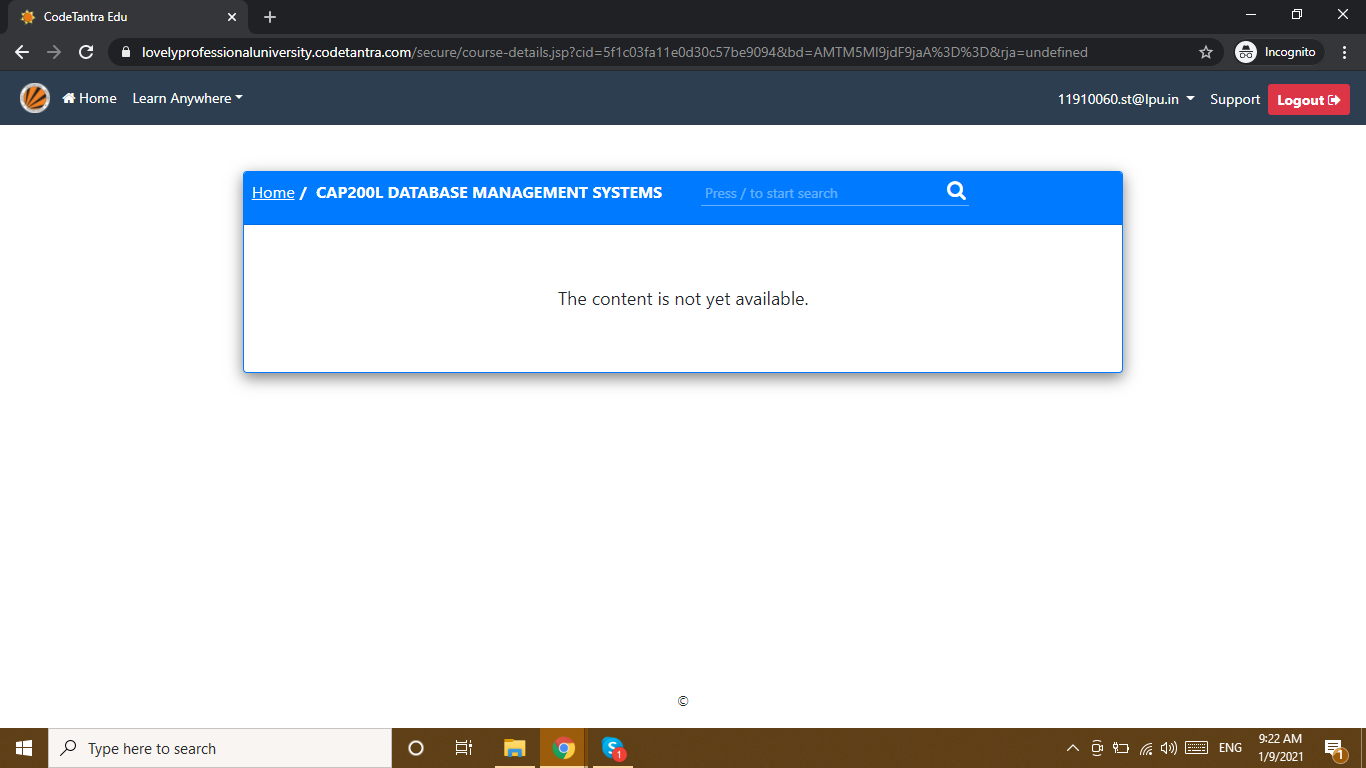 CodeTantra Edu
lovelyprofessionaluniversity.codetantra.com/secure/course-details.jsp?cid=5f1c03fa11e0d30c57be9094&bd=AMTM5MI9jdF9jaA%3D%3D&rja=undefined
Incognito
Home
Learn Anywhere
11910060.st@lpu.in
Support
Logout
Home / CAP200L DATABASE MANAGEMENT SYSTEMS
Press / to start search
The content is not yet available.
©
Type here to search
S
1
ENG
9:22 AM
1/9/2021
1